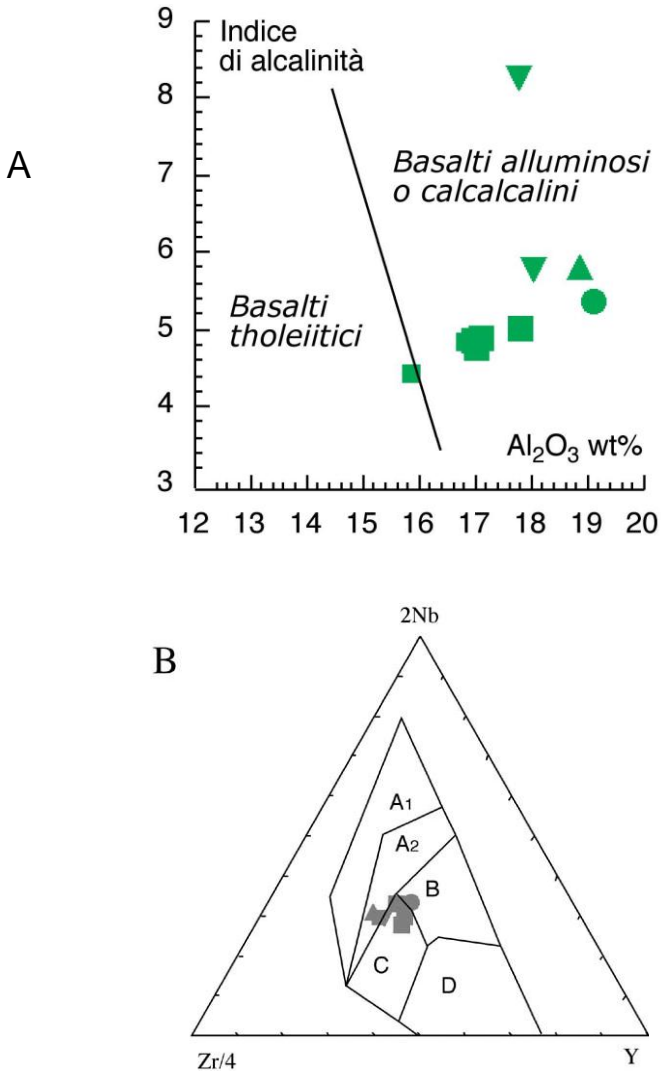 9
Indice
di alcalinità
8
A
7
Basalti alluminosi
o calcalcalini
6
Basalti
tholeiitici
5
4
Al₂O₃ wt%
3
12 13 14 15 16 17 18 19 20
2Nb
B
A₁
A₂
B
C
D
Zr/4
Y